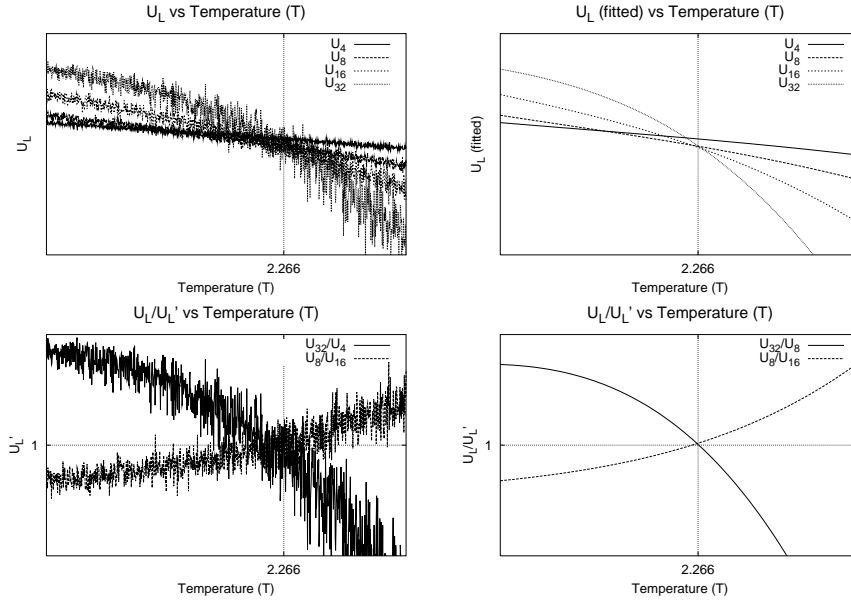 U_L vs Temperature (T)
U_4
U_8
U_16
U_32
U_L
2.266
Temperature (T)
U_L (fitted) vs Temperature (T)
U_4
U_8
U_16
U_32
U_L (fitted)
2.266
Temperature (T)
U_L/U_L' vs Temperature (T)
U_32/U_4
U_8/U_16
1
U_L'
2.266
Temperature (T)
U_L/U_L' vs Temperature (T)
U_32/U_8
U_8/U_16
1
U_L/U_L'
2.266
Temperature (T)